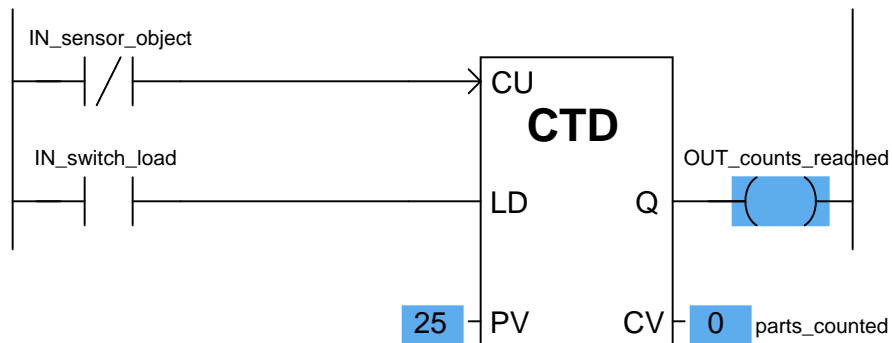 IN_sensor_object
CU
CTD
IN_switch_load
OUT_counts_reached
LD
Q
25
PV
CV
0
parts_counted